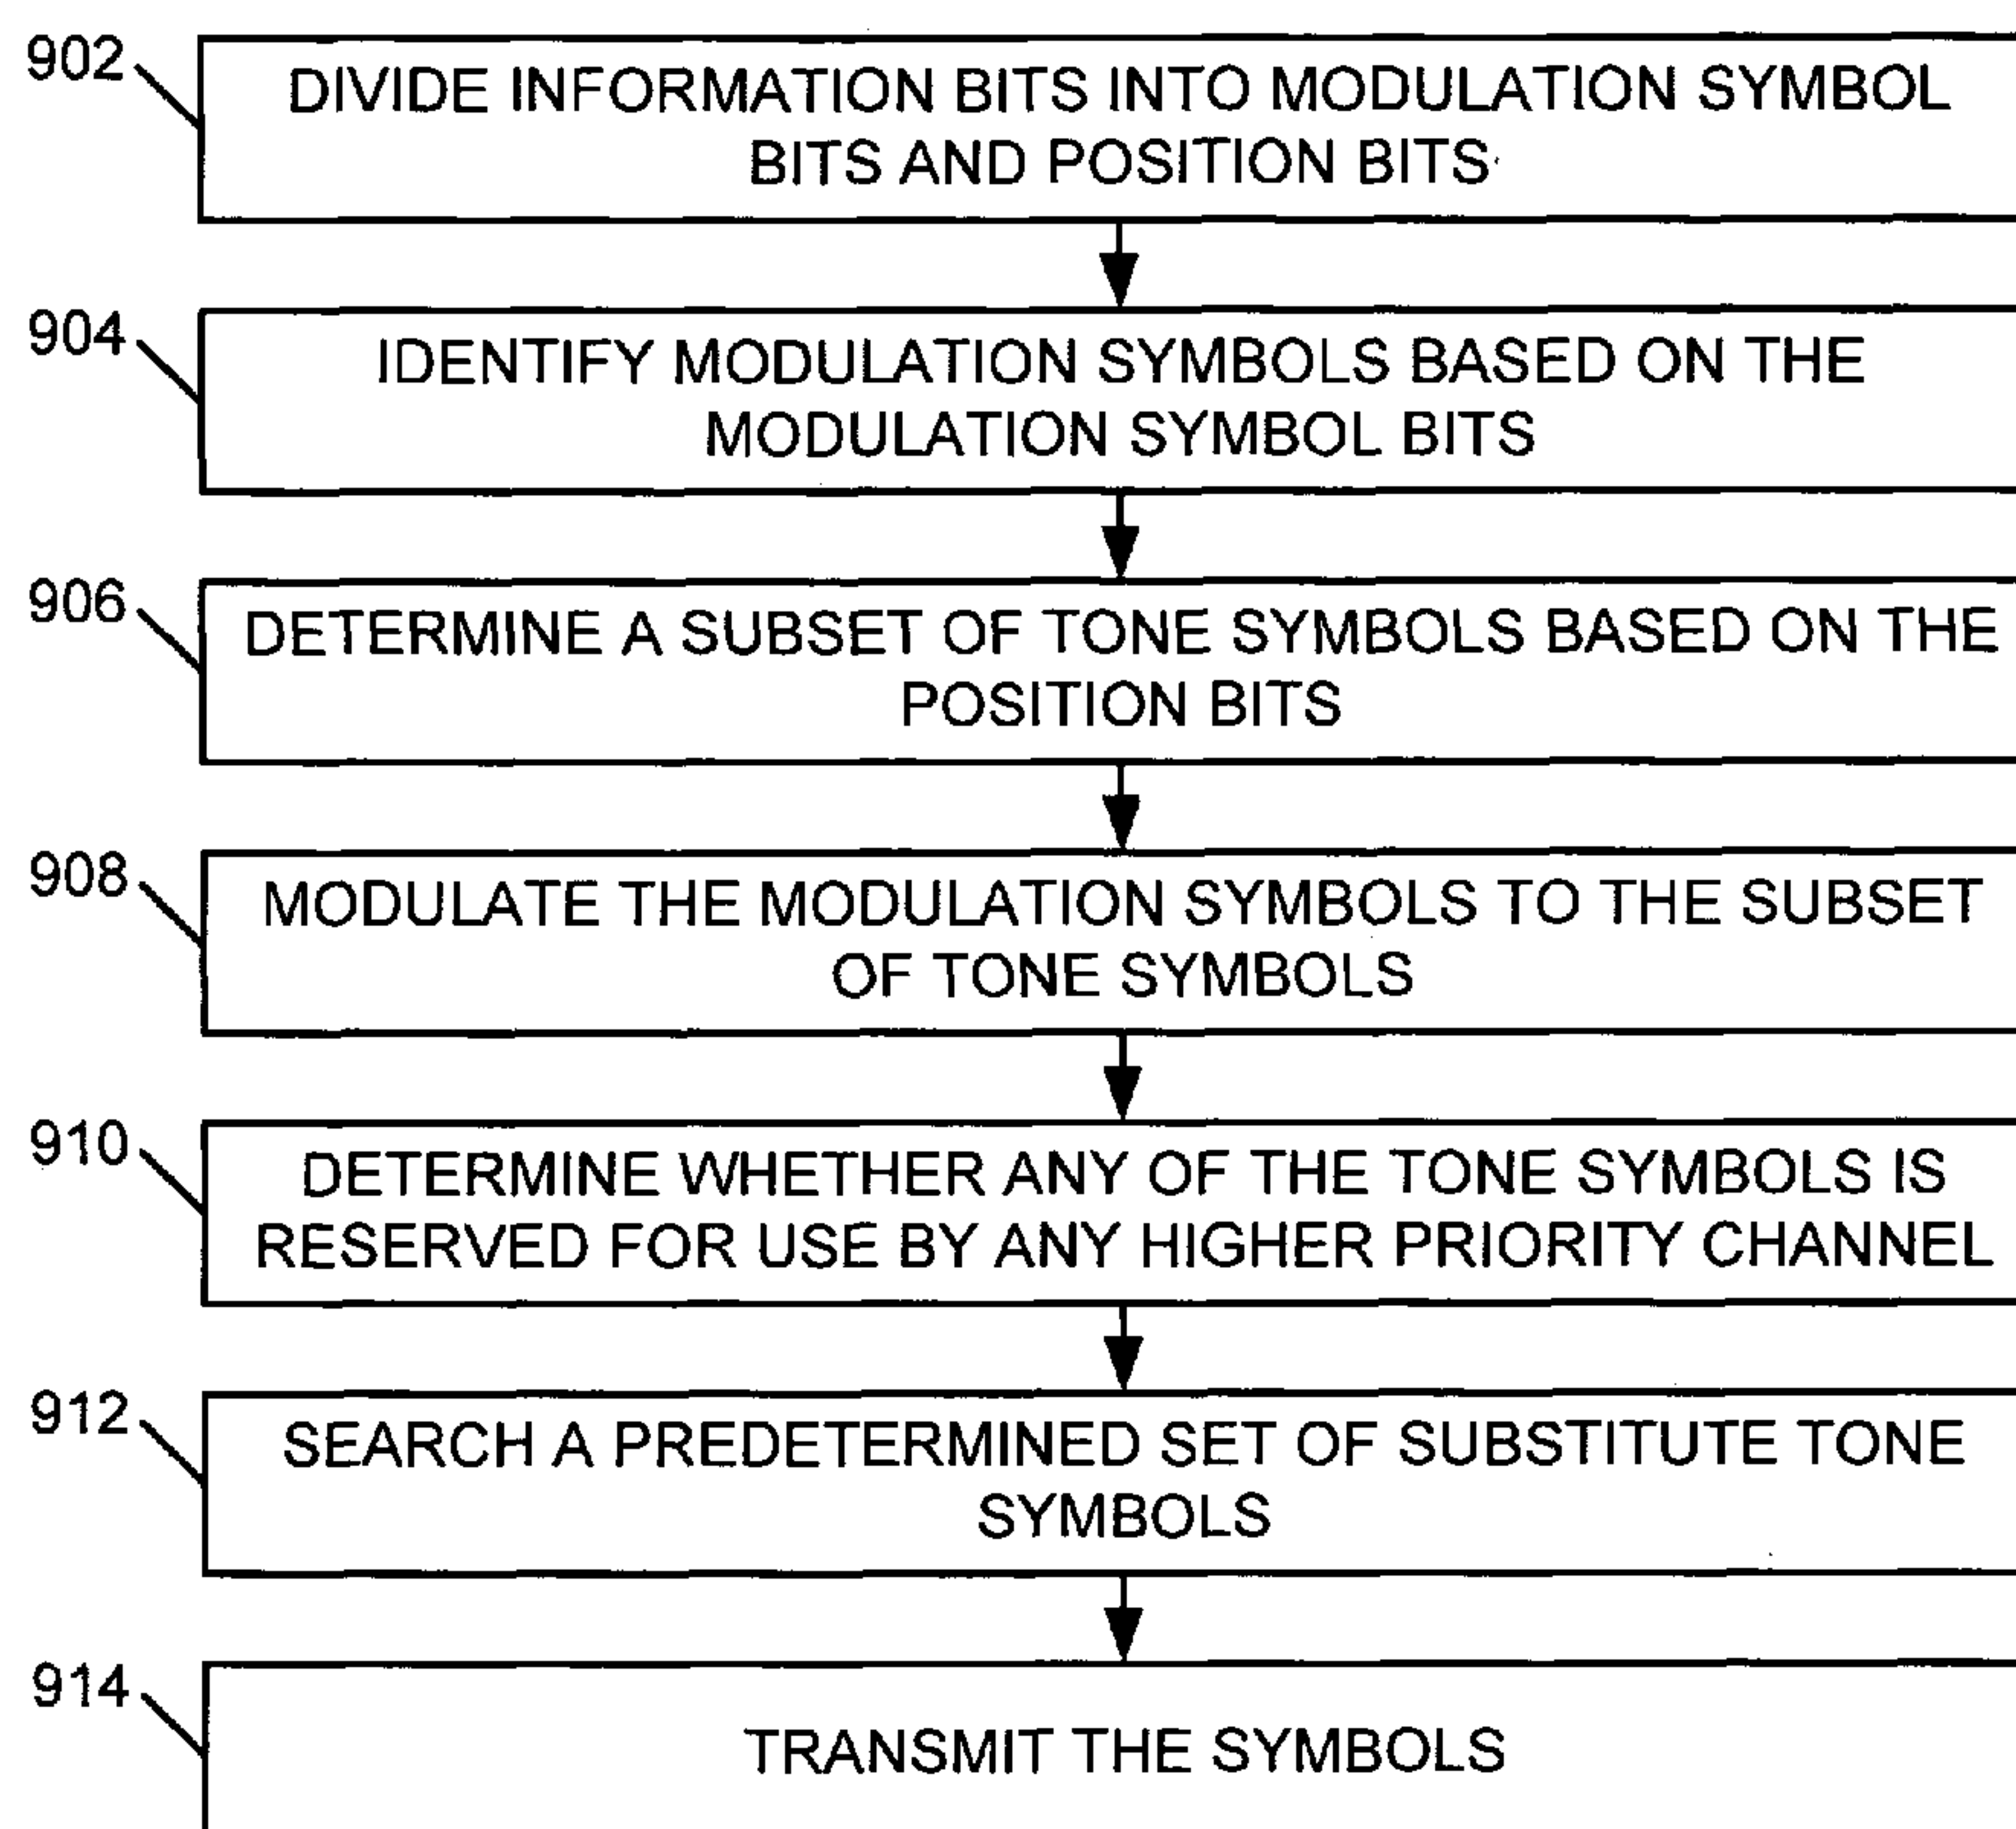 902
DIVIDE INFORMATION BITS INTO MODULATION SYMBOL
BITS AND POSITION BITS
904
IDENTIFY MODULATION SYMBOLS BASED ON THE
MODULATION SYMBOL BITS
906
DETERMINE A SUBSET OF TONE SYMBOLS BASED ON THE
POSITION BITS
908
MODULATE THE MODULATION SYMBOLS TO THE SUBSET
OF TONE SYMBOLS
910
DETERMINE WHETHER ANY OF THE TONE SYMBOLS IS
RESERVED FOR USE BY ANY HIGHER PRIORITY CHANNEL
912
SEARCH A PREDETERMINED SET OF SUBSTITUTE TONE
SYMBOLS
914
TRANSMIT THE SYMBOLS